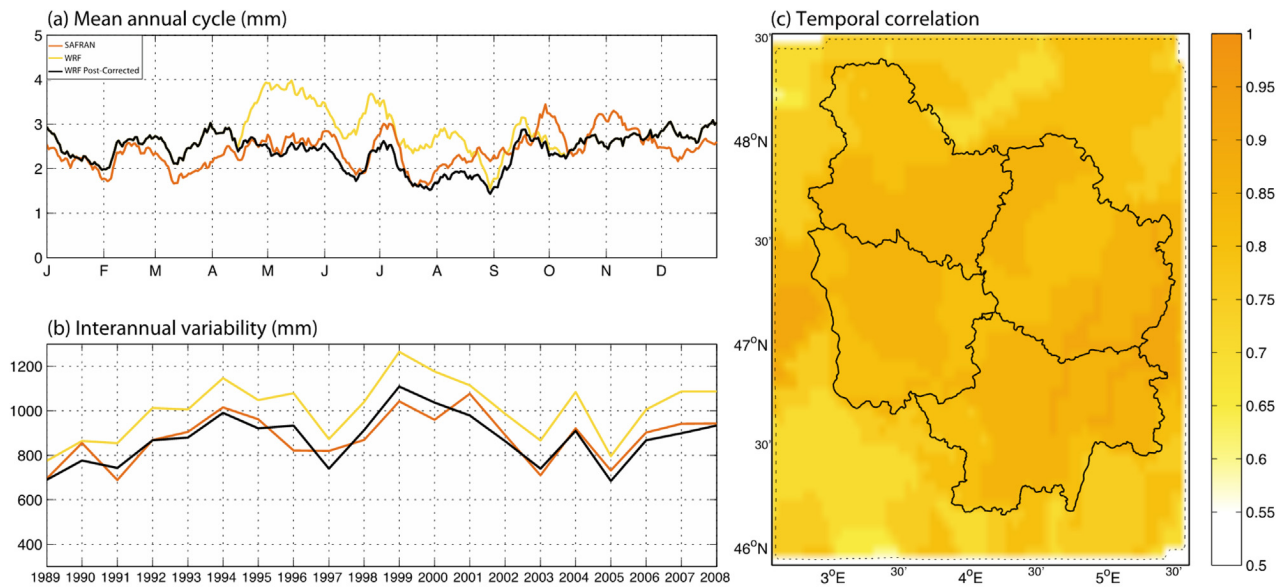 (a) Mean annual cycle (mm)
5
4
3
2
1
0
SAFRAN
WRF
WRF Post-Corrected
J F M A M J J A S O N D
(b) Interannual variability (mm)
1200
1000
800
600
400
1989 1990 1991 1992 1993 1994 1995 1996 1997 1998 1999 2000 2001 2002 2003 2004 2005 2006 2007 2008
(c) Temporal correlation
30'
48°N
30'
47°N
30'
46°N
3°E 30' 4°E 30' 5°E 30'
1
0.95
0.9
0.85
0.8
0.75
0.7
0.65
0.6
0.55
0.5